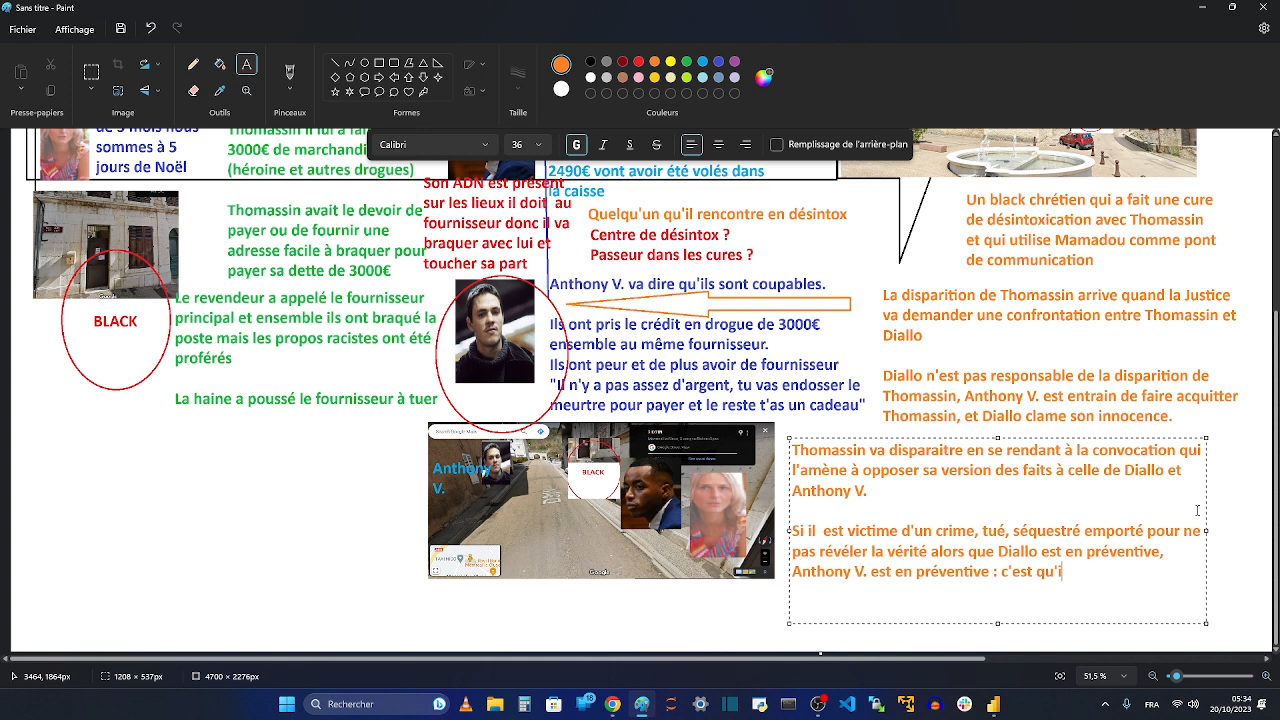 Sans titre - Paint
Affichage
Presse-papiers
Image
Outils
Pinceaux
Formes
Taille
Couleurs
Calibri
36
G
I
S
Remplissage de l'arrière-plan
sommes à 5
jours de Noël
3000€ de marchandi
(héroine et autres drogues)
2490€ vont avoir été volés dans
la caisse
Son ADN est présent
sur les lieux il doit au
fournisseur donc il va
braquer avec lui et
toucher sa part
Thomassin avait le devoir de
payer ou de fournir une
adresse facile à braquer pour
payer sa dette de 3000€
Quelqu'un qu'il rencontre en désintox
Centre de désintox ?
Passeur dans les cures ?
Un black chrétien qui a fait une cure
de désintoxication avec Thomassin
et qui utilise Mamadou comme pont
de communication
BLACK
Le revendeur a appelé le fournisseur
principal et ensemble ils ont braqué la
poste mais les propos racistes ont été
proférés
La haine a poussé le fournisseur à tuer
Anthony V. va dire qu'ils sont coupables.
Ils ont pris le crédit en drogue de 3000€
ensemble au même fournisseur.
Ils ont peur et de plus avoir de fournisseur
"Il n'y a pas assez d'argent, tu vas endosser le
meurtre pour payer et le reste t'as un cadeau"
La disparition de Thomassin arrive quand la Justice
va demander une confrontation entre Thomassin et
Diallo
Diallo n'est pas responsable de la disparition de
Thomassin, Anthony V. est entrain de faire acquitter
Thomassin, et Diallo clame son innocence.
Anthony
V.
BLACK
Google
Thomassin va disparaitre en se rendant à la convocation qui
l'amène à opposer sa version des faits à celle de Diallo et
Anthony V.
Si il  est victime d'un crime, tué, séquestré emporté pour ne
pas révéler la vérité alors que Diallo est en préventive,
Anthony V. est en préventive : c'est qu'i
3419, 1864px
1208 × 537px
4700 × 2276px
51,5 %
Rechercher
18
FRA
05:34
20/10/2023